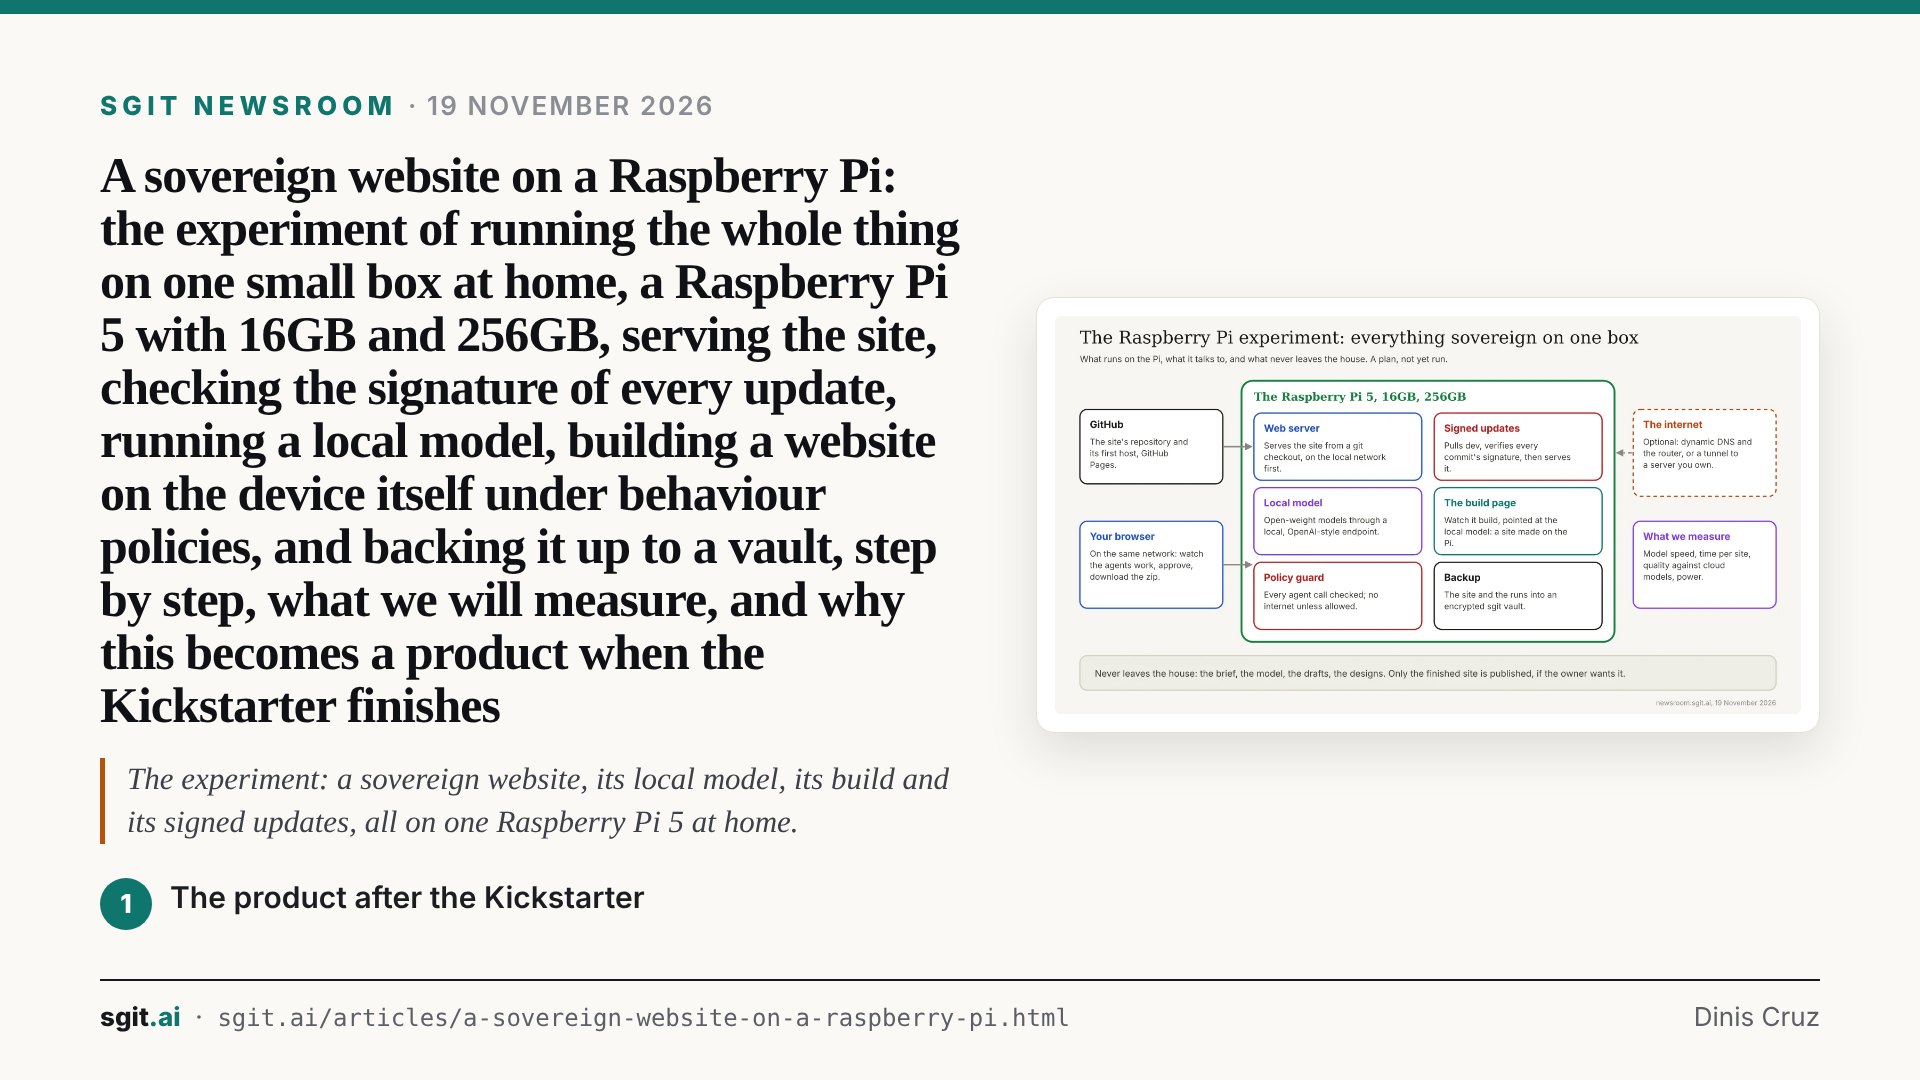 SGIT NEWSROOM · 19 NOVEMBER 2026
A sovereign website on a Raspberry Pi:
the experiment of running the whole thing
on one small box at home, a Raspberry Pi
5 with 16GB and 256GB, serving the site,
checking the signature of every update,
running a local model, building a website
on the device itself under behaviour
policies, and backing it up to a vault, step
by step, what we will measure, and why
this becomes a product when the
Kickstarter finishes
The experiment: a sovereign website, its local model, its build and
its signed updates, all on one Raspberry Pi 5 at home.
1 The product after the Kickstarter
The Raspberry Pi experiment: everything sovereign on one box
What runs on the Pi, what it talks to, and what never leaves the house. A plan, not yet run.
GitHub
The site's repository and
its first host, GitHub
Pages.
Your browser
On the same network: watch
the agents work, approve,
download the zip.
The Raspberry Pi 5, 16GB, 256GB
Web server
Serves the site from a git
checkout, on the local network
first.
Signed updates
Pulls dev, verifies every
commit's signature, then serves
it.
Local model
Open-weight models through a
local, OpenAI-style endpoint.
The build page
Watch it build, pointed at the
local model: a site made on the
Pi.
Policy guard
Every agent call checked; no
internet unless allowed.
Backup
The site and the runs into an
encrypted sgit vault.
The internet
Optional: dynamic DNS and
the router, or a tunnel to
a server you own.
What we measure
Model speed, time per site,
quality against cloud
models, power.
Never leaves the house: the brief, the model, the drafts, the designs. Only the finished site is published, if the owner wants it.
newsroom.sgit.ai, 19 November 2026
sgit.ai · sgit.ai/articles/a-sovereign-website-on-a-raspberry-pi.html
Dinis Cruz